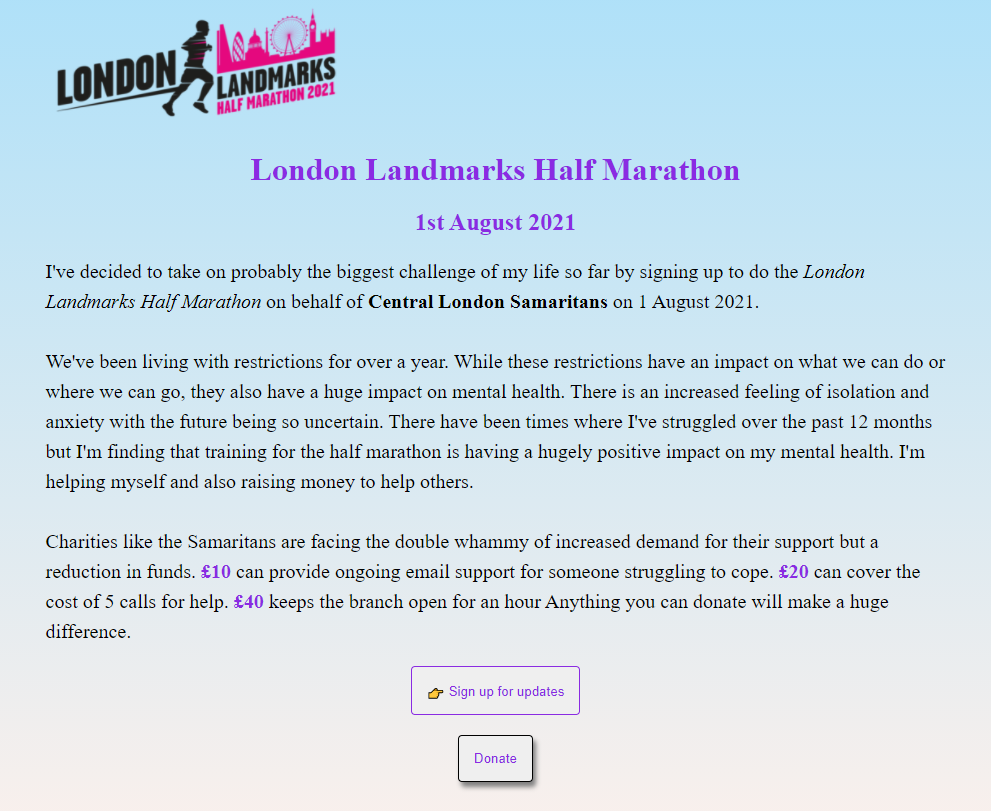 LONDON
LANDMARKS
HALF MARATHON 2021
London Landmarks Half Marathon
1st August 2021
I've decided to take on probably the biggest challenge of my life so far by signing up to do the London
Landmarks Half Marathon on behalf of Central London Samaritans on 1 August 2021.
We've been living with restrictions for over a year. While these restrictions have an impact on what we can do or
where we can go, they also have a huge impact on mental health. There is an increased feeling of isolation and
anxiety with the future being so uncertain. There have been times where I've struggled over the past 12 months
but I'm finding that training for the half marathon is having a hugely positive impact on my mental health. I'm
helping myself and also raising money to help others.
Charities like the Samaritans are facing the double whammy of increased demand for their support but a
reduction in funds. £10 can provide ongoing email support for someone struggling to cope. £20 can cover the
cost of 5 calls for help. £40 keeps the branch open for an hour Anything you can donate will make a huge
difference.
👉 Sign up for updates
Donate